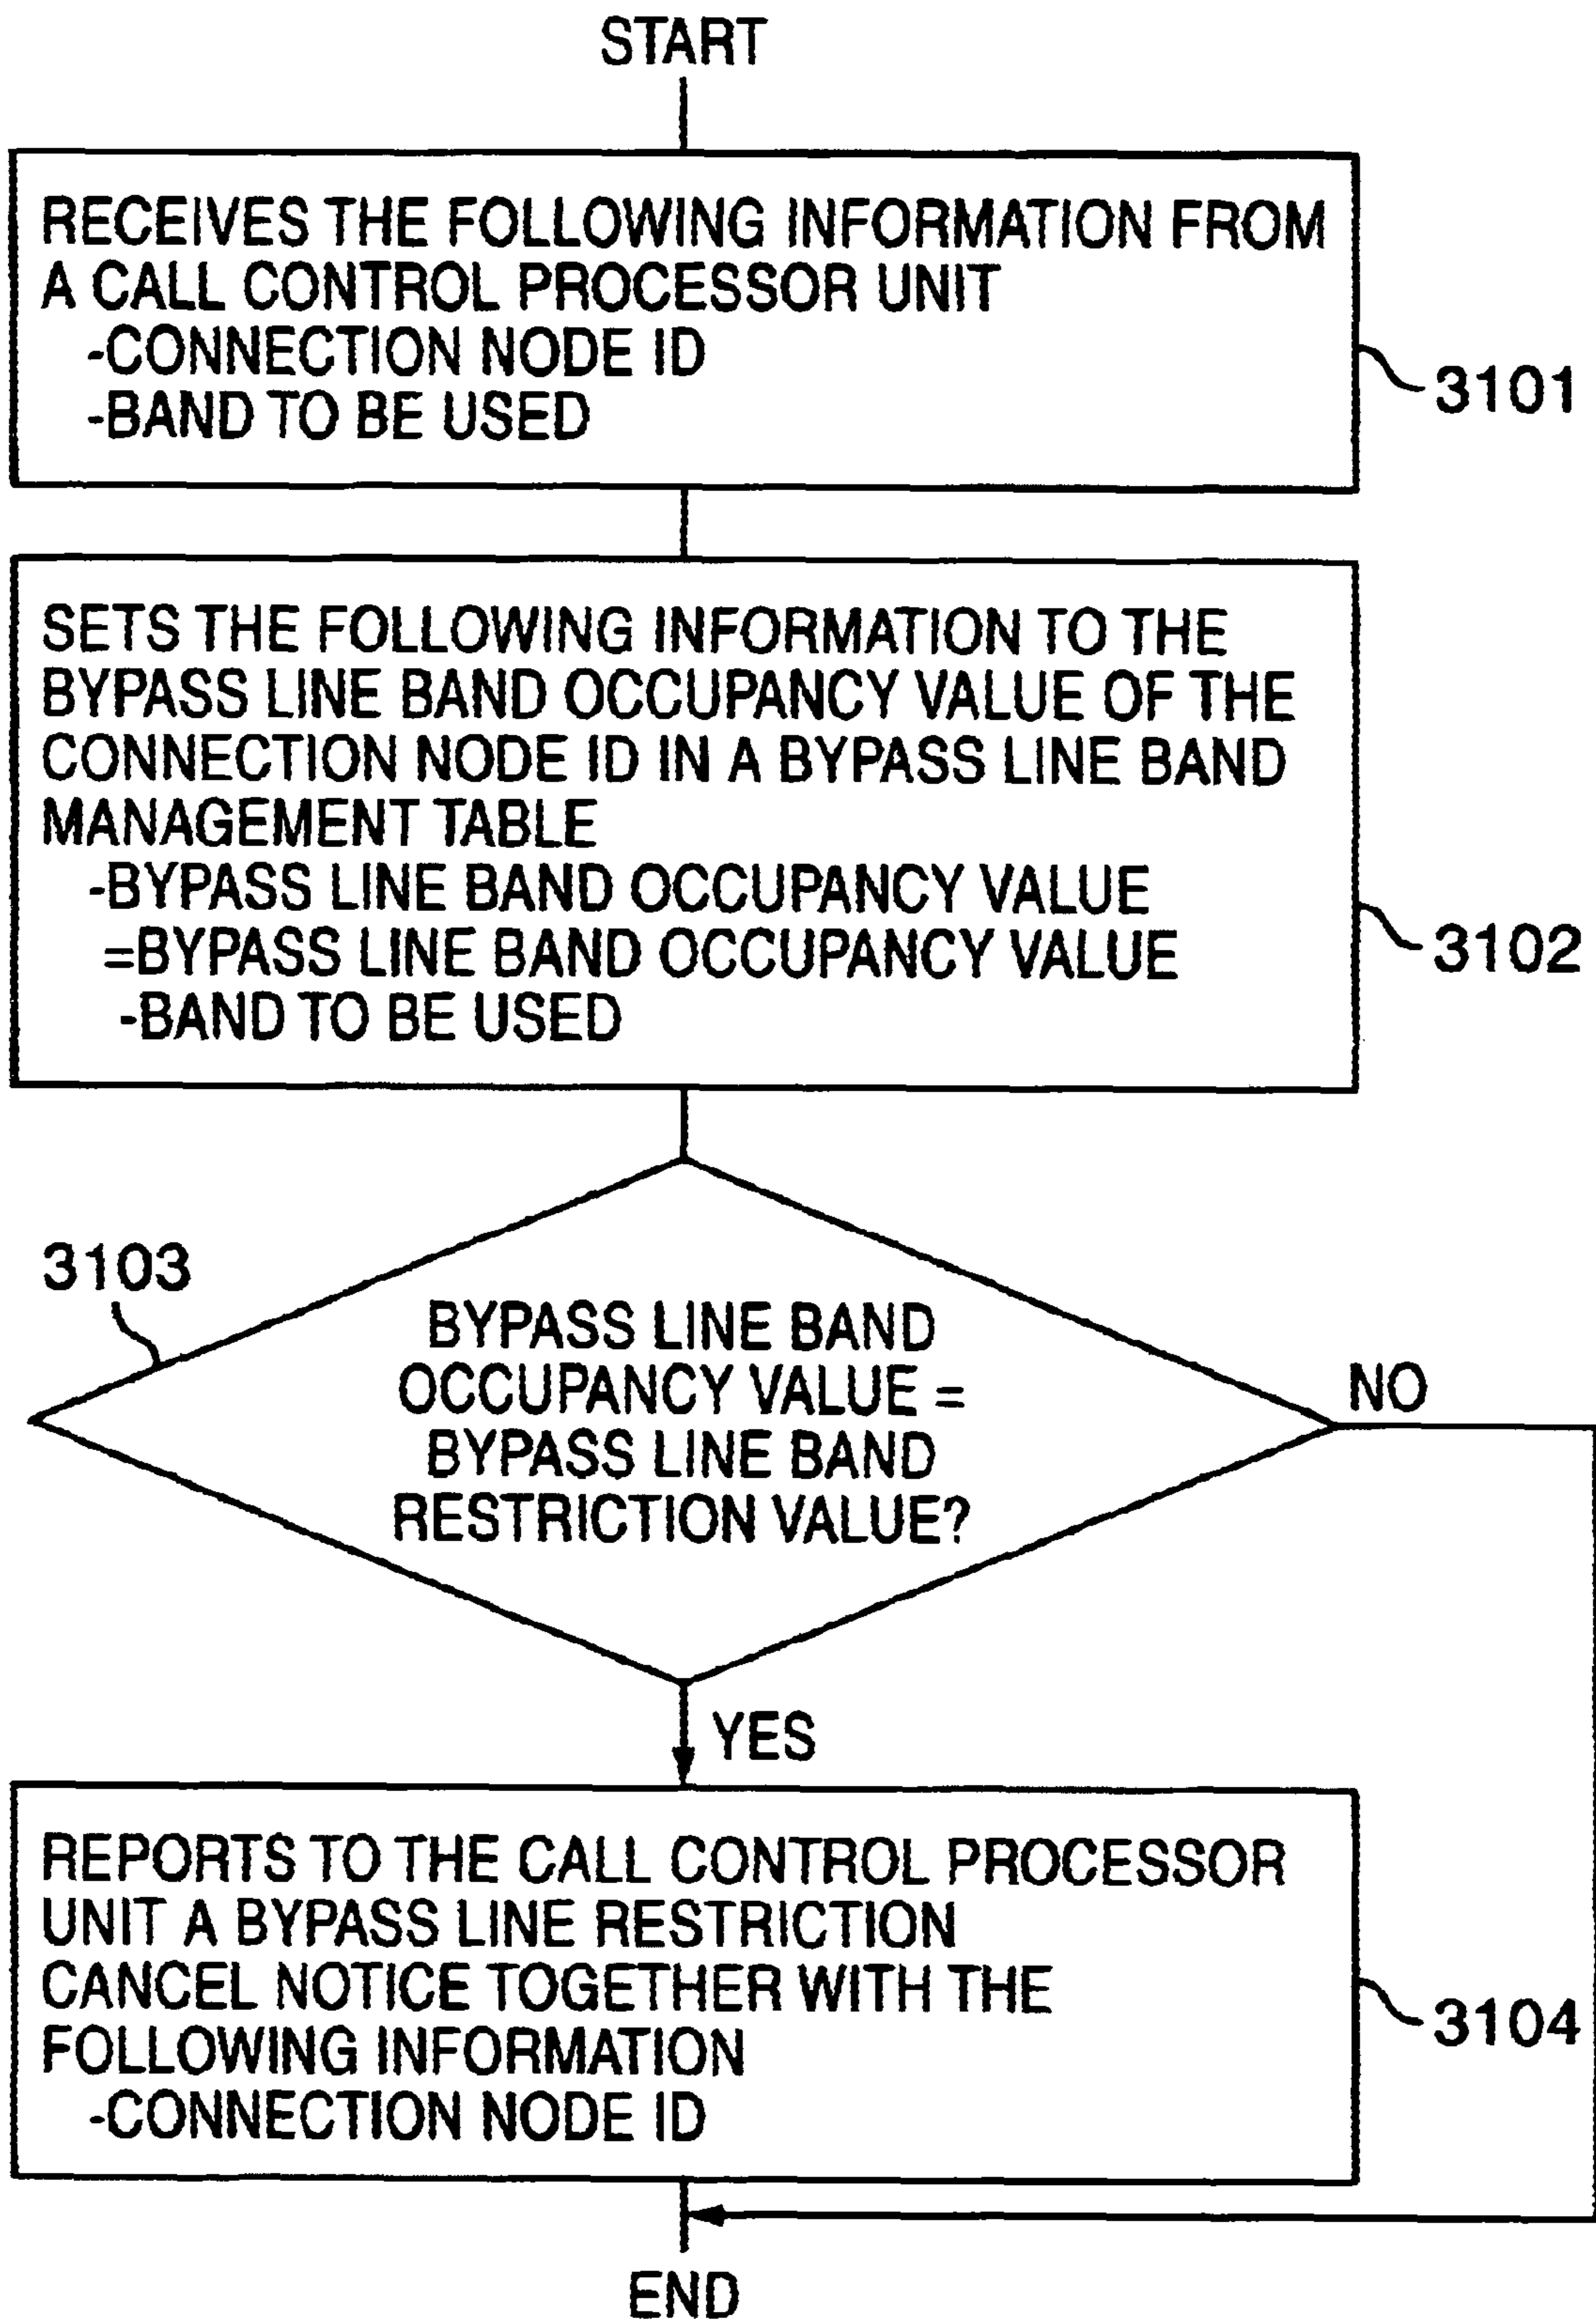 START
RECEIVES THE FOLLOWING INFORMATION FROM
A CALL CONTROL PROCESSOR UNIT
-CONNECTION NODE ID
-BAND TO BE USED
3101
SETS THE FOLLOWING INFORMATION TO THE
BYPASS LINE BAND OCCUPANCY VALUE OF THE
CONNECTION NODE ID IN A BYPASS LINE BAND
MANAGEMENT TABLE
-BYPASS LINE BAND OCCUPANCY VALUE
=BYPASS LINE BAND OCCUPANCY VALUE
-BAND TO BE USED
3102
3103
BYPASS LINE BAND
OCCUPANCY VALUE =
BYPASS LINE BAND
RESTRICTION VALUE?
NO
YES
REPORTS TO THE CALL CONTROL PROCESSOR
UNIT A BYPASS LINE RESTRICTION
CANCEL NOTICE TOGETHER WITH THE
FOLLOWING INFORMATION
-CONNECTION NODE ID
3104
END